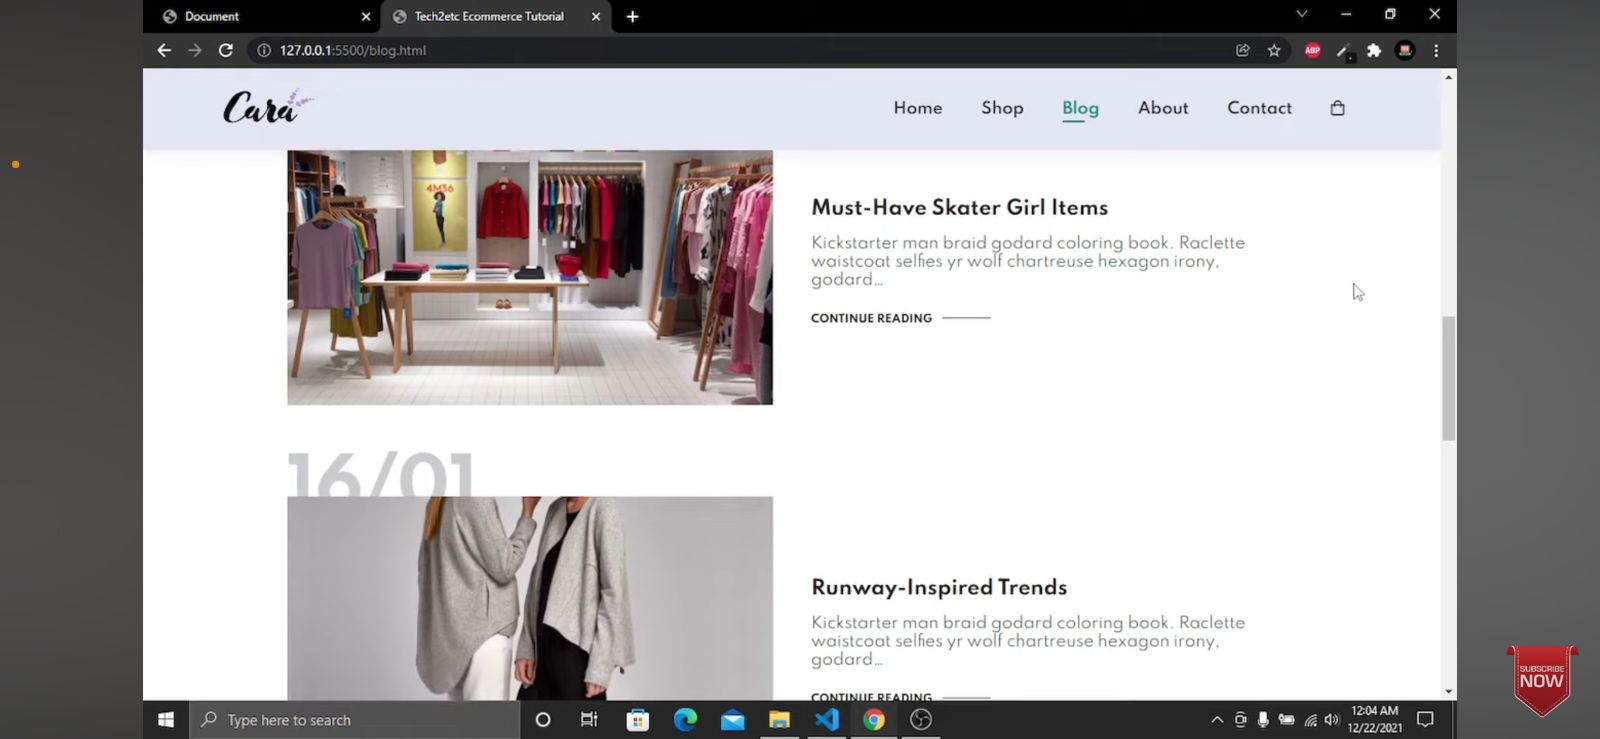 Document
Tech2etc Ecommerce Tutorial
127.0.0.1:5500/blog.html
ABP
Cara
Home
Shop
Blog
About
Contact
4M36
Must-Have Skater Girl Items
Kickstarter man braid godard coloring book. Raclette
waistcoat selfies yr wolf chartreuse hexagon irony,
godard...
CONTINUE READING
16/01
Runway-Inspired Trends
Kickstarter man braid godard coloring book. Raclette
waistcoat selfies yr wolf chartreuse hexagon irony,
godard...
CONTINUE READING
SUBSCRIBE
NOW
Type here to search
12:04 AM
12/22/2021